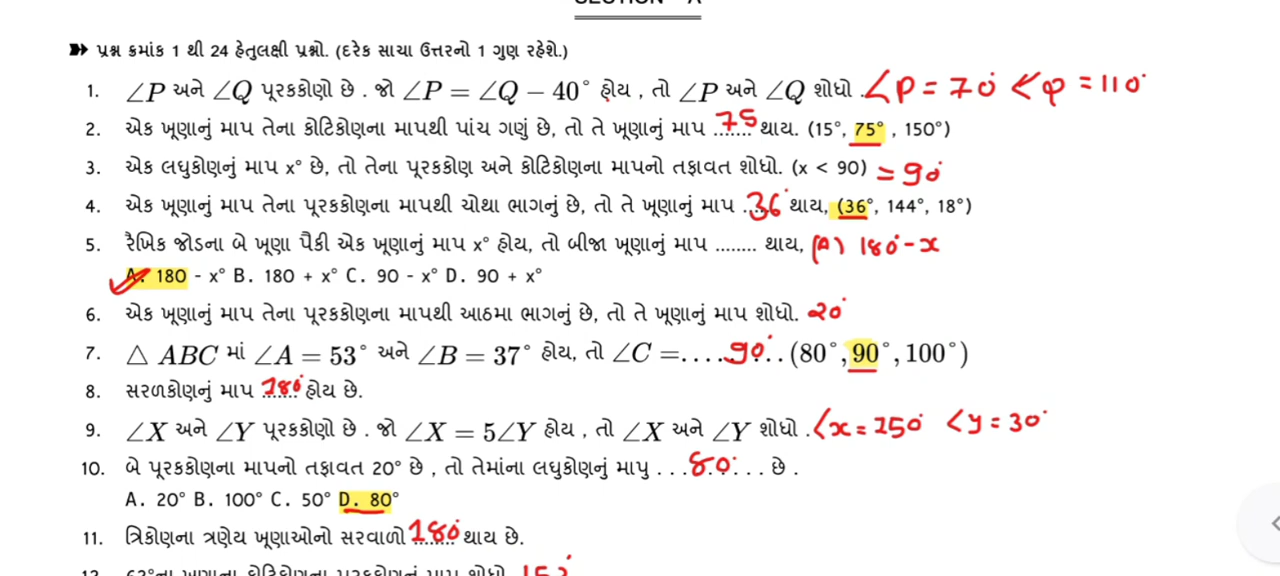 ➽ પ્રશ્ન ક્રમાંક 1 થી 24 હેતુલક્ષી પ્રશ્નો. (દરેક સાચા ઉત્તરનો 1 ગુણ રહેશે.)
1. ∠P અને ∠Q પૂરકકોણો છે . જો ∠P = ∠Q − 40° હોય , તો ∠P અને ∠Q શોધો . ∠P = 70° <φ = 110°
2. એક ખૂણાનું માપ તેના કોટિકોણના માપથી પાંચ ગણું છે, તો તે ખૂણાનું માપ ..75.. થાય. (15°, 75° , 150°)
3. એક લઘુકોણનું માપ x° છે, તો તેના પૂરકકોણ અને કોટિકોણના માપનો તફાવત શોધો. (x < 90) = 90°
4. એક ખૂણાનું માપ તેના પૂરકકોણના માપથી ચોથા ભાગનું છે, તો તે ખૂણાનું માપ ..36°.. થાય, (36°, 144°, 18°)
5. રૈખિક જોડના બે ખૂણા પૈકી એક ખૂણાનું માપ x° હોય, તો બીજા ખૂણાનું માપ ........ થાય, (A) 180-x
A. 180 - x° B. 180 + x° C. 90 - x° D. 90 + x°
6. એક ખૂણાનું માપ તેના પૂરકકોણના માપથી આઠમા ભાગનું છે, તો તે ખૂણાનું માપ શોધો. 20°
7. △ ABC માં ∠A = 53° અને ∠B = 37° હોય, તો ∠C =....90°..(80°, 90°, 100°)
8. સરળકોણનું માપ 180° હોય છે.
9. ∠X અને ∠Y પૂરકકોણો છે . જો ∠X = 5∠Y હોય , તો ∠X અને ∠Y શોધો . <x = 150° <y = 30°
10. બે પૂરકકોણના માપનો તફાવત 20° છે , તો તેમાંના લઘુકોણનું માપુ . . .80°. . . છે .
A. 20° B. 100° C. 50° D. 80°
11. ત્રિકોણના ત્રણેય ખૂણાઓનો સરવાળો 180° થાય છે.